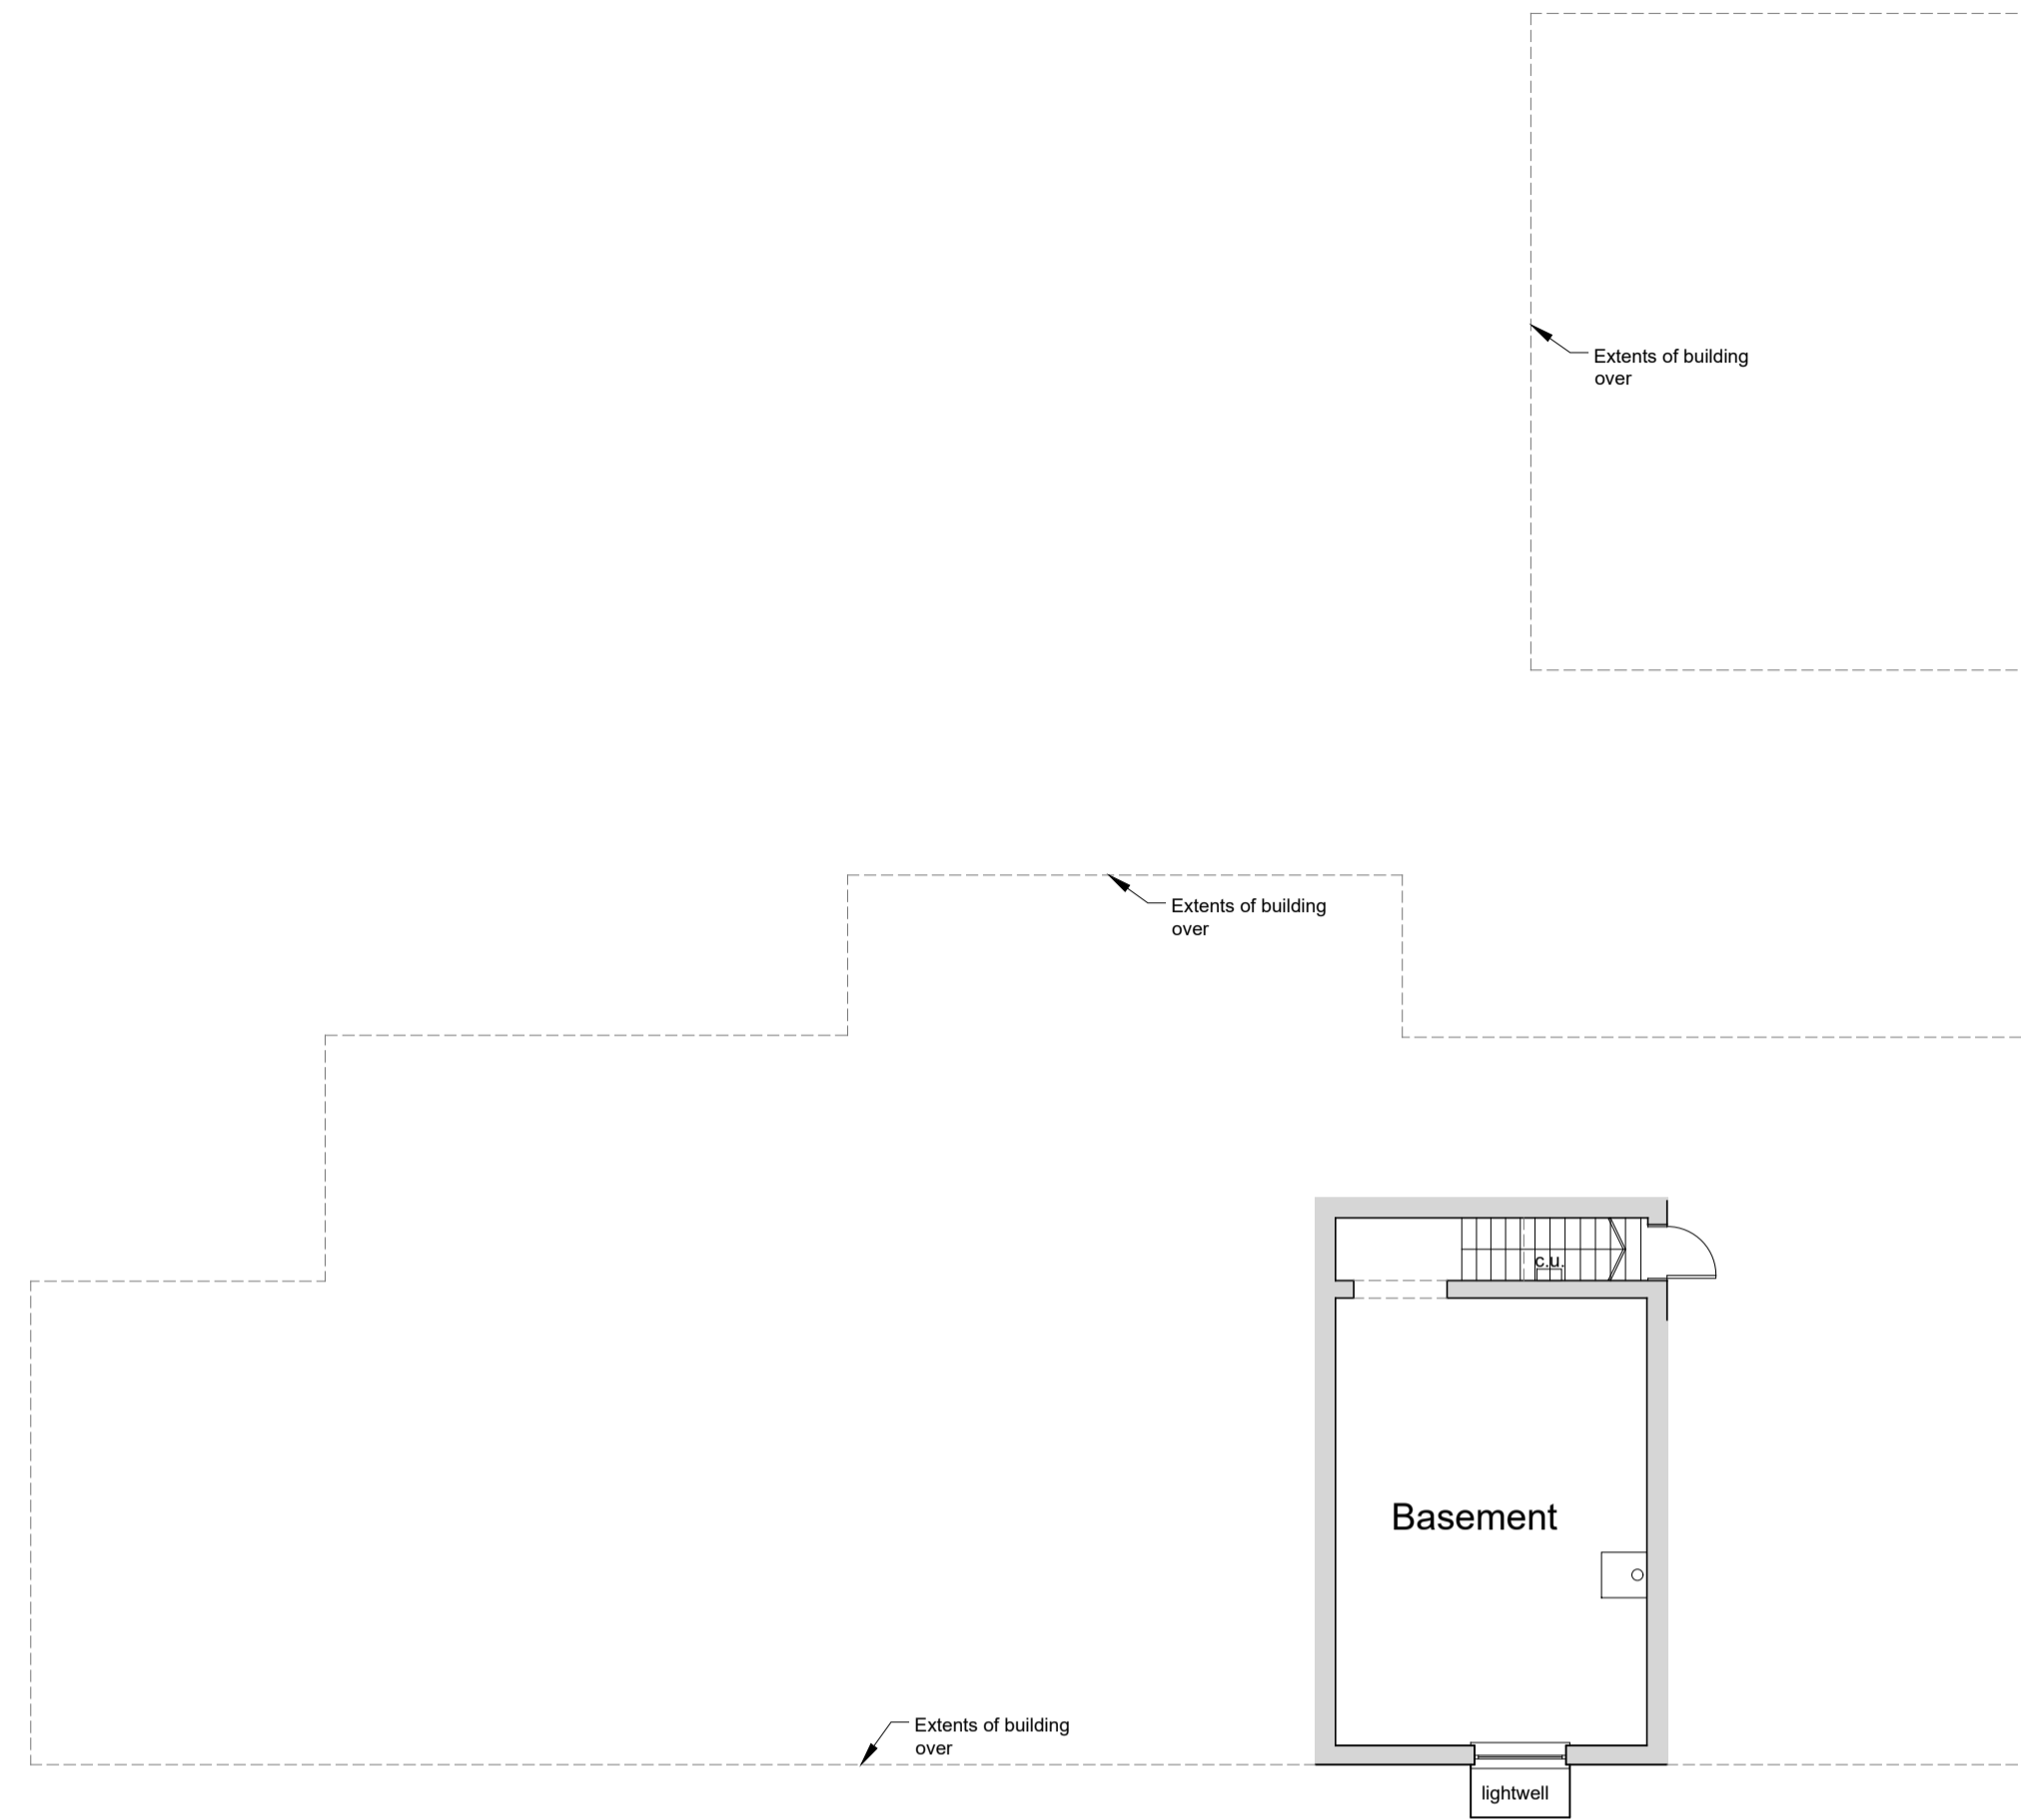 Extents of building
over
Extents of building
over
c.u.
Basement
Extents of building
over
lightwell